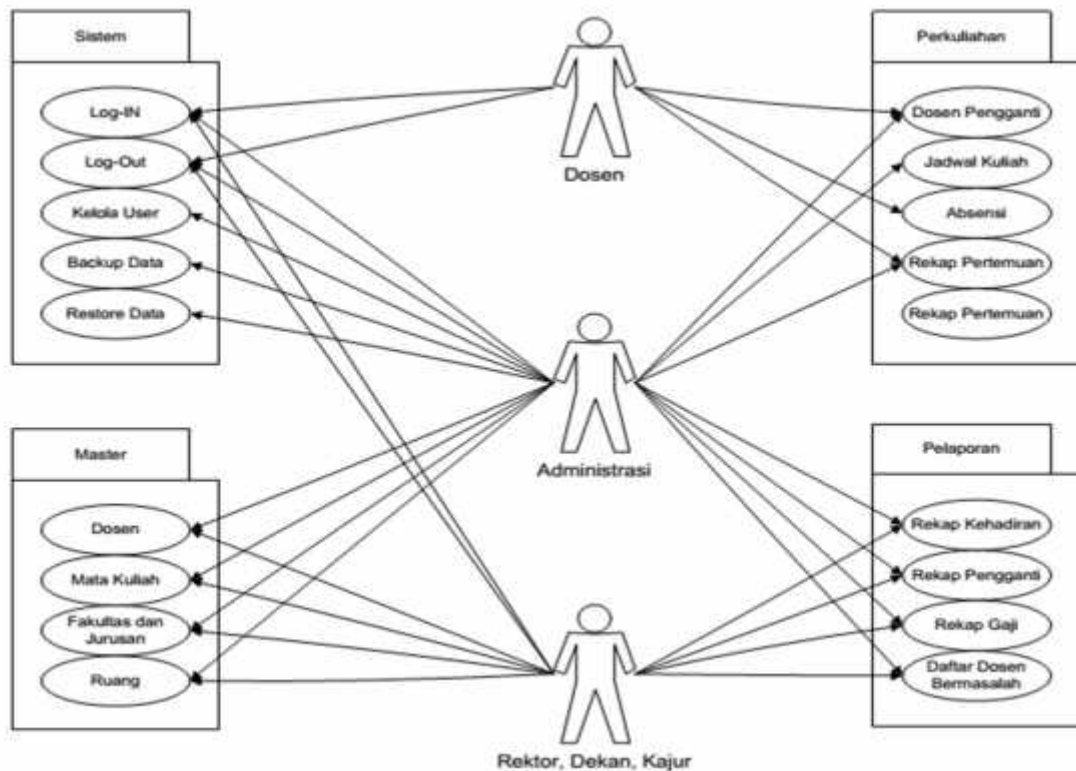 Sistem
Log-IN
Log-Out
Kelola User
Backup Data
Restore Data
Dosen
Perkuliahan
Dosen Pengganti
Jadwal Kuliah
Absensi
Rekap Pertemuan
Rekap Pertemuan
Administrasi
Master
Dosen
Mata Kuliah
Fakultas dan
Jurusan
Ruang
Pelaporan
Rekap Kehadiran
Rekap Pengganti
Rekap Gaji
Daftar Dosen
Bermasalah
Rektor, Dekan, Kajur